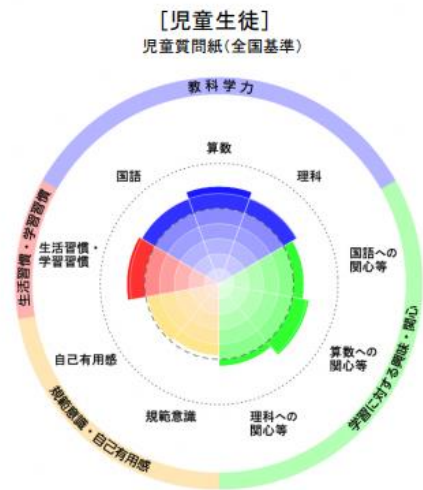 [児童生徒]
児童質問紙(全国基準)
教科学力
算数
国語
理科
生活習慣・学習習慣
生活習慣・
学習習慣
国語への
関心等
自己有用感
算数への
関心等
規範意識
理科への
関心等
学習に対する興味・関心
規範意識・自己有用感